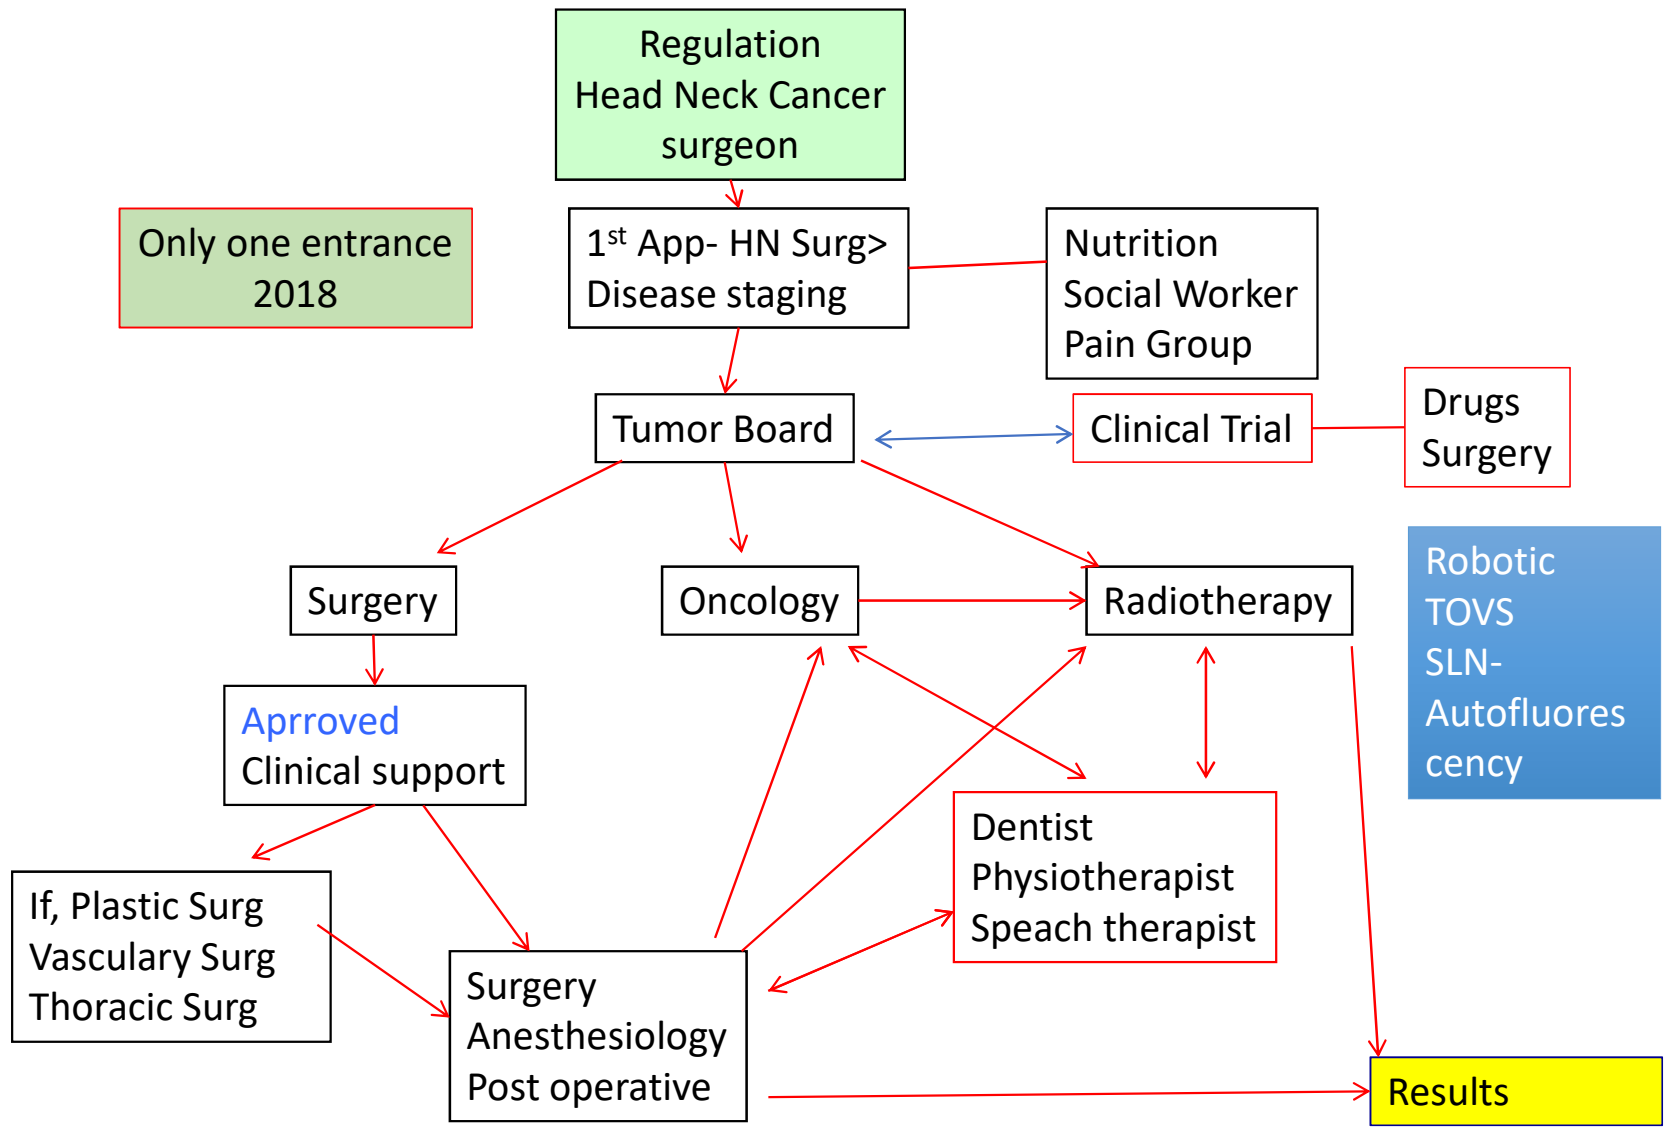 Regulation
Head Neck Cancer
surgeon
Only one entrance
2018
1st App- HN Surg>
Disease staging
Nutrition
Social Worker
Pain Group
Tumor Board
Clinical Trial
Drugs
Surgery
Surgery
Oncology
Radiotherapy
Robotic
TOVS
SLN-
Autofluores
cency
Aprroved
Clinical support
Dentist
Physiotherapist
Speach therapist
If, Plastic Surg
Vasculary Surg
Thoracic Surg
Surgery
Anesthesiology
Post operative
Results